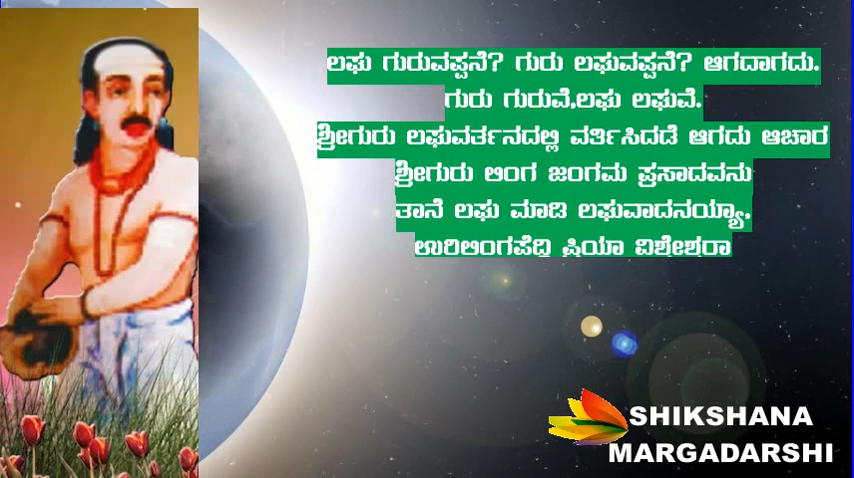 ಲಘು ಗುರುವಪ್ಪನೆ? ಗುರು ಲಘುವಪ್ಪನೆ? ಆಗದಾಗದು.
ಗುರು ಗುರುವೆ,ಲಘು ಲಘುವೆ.
ಶ್ರೀಗುರು ಲಘುವರ್ತನದಲ್ಲಿ ವರ್ತಿಸಿದಡೆ ಆಗದು ಆಚಾರ
ಶ್ರೀಗುರು ಲಿಂಗ ಜಂಗಮ ಪ್ರಸಾದವನು
ತಾನೆ ಲಘು ಮಾಡಿ ಲಘುವಾದನಯ್ಯಾ,
ಉರಿಲಿಂಗಪೆದ್ದಿ ಪ್ರಿಯಾ ವಿಶ್ವೇಶ್ವರಾ
SHIKSHANA
MARGADARSHI